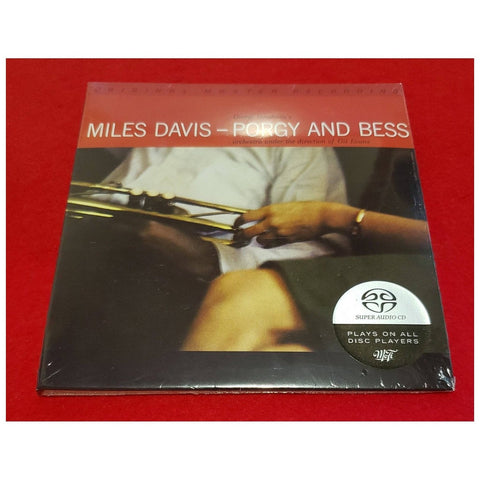 ORIGINAL MASTER RECORDING
MILES DAVIS – PORGY AND BESS
orchestra under the direction of Gil Evans
SUPER AUDIO CD
PLAYS ON ALL
DISC PLAYERS
MoFi